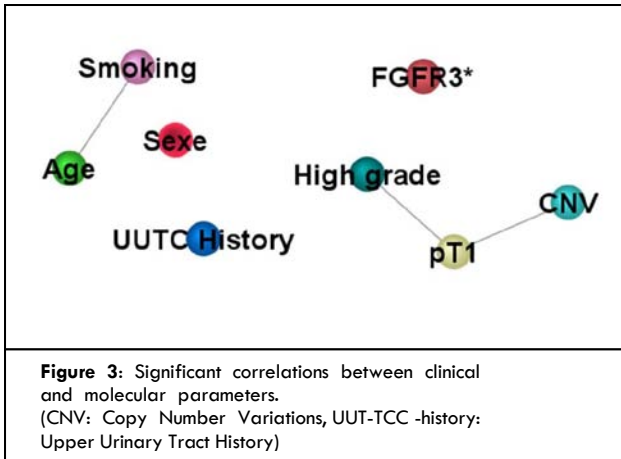 Smoking
FGFR3*
Sexe
Age
High grade
CNV
UUTC History
pT1
Figure 3: Significant correlations between clinical
and molecular parameters.
(CNV: Copy Number Variations, UUT-TCC -history:
Upper Urinary Tract History)